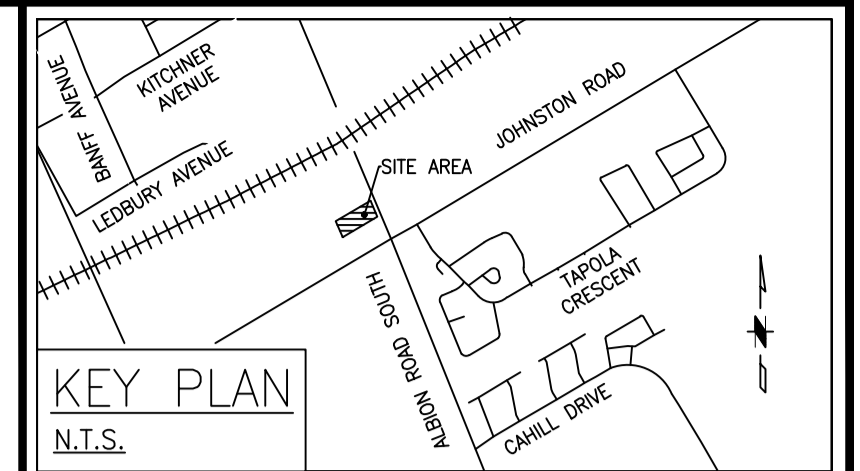 BANFF AVENUE
KITCHNER
AVENUE
LEDBURY AVENUE
SITE AREA
JOHNSTON ROAD
TAPOLA
CRESCENT
ALBION ROAD SOUTH
CAHILL DRIVE
KEY PLAN
N.T.S.